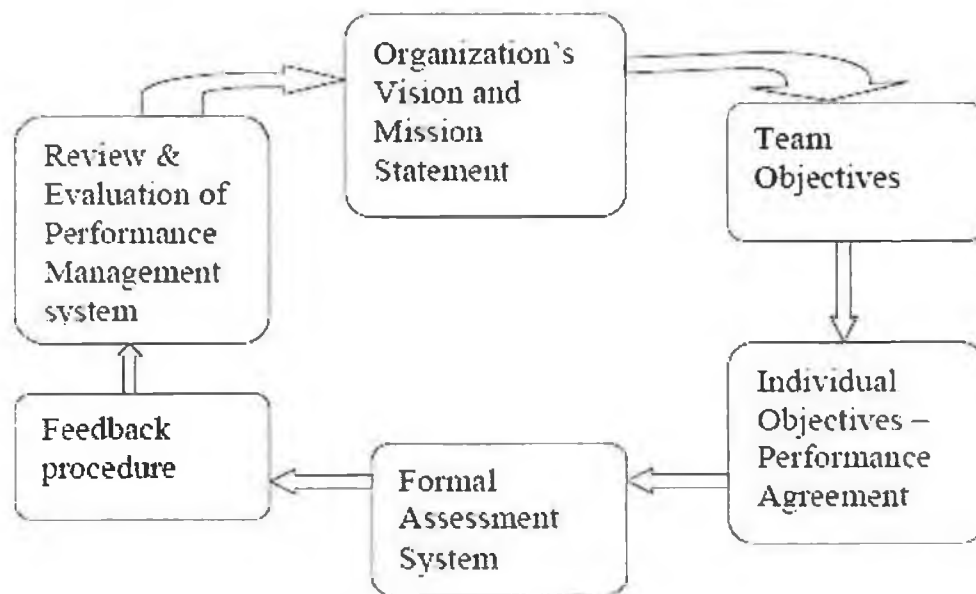 Organization's
Vision and
Mission
Statement
Team
Objectives
Individual
Objectives –
Performance
Agreement
Formal
Assessment
System
Feedback
procedure
Review &
Evaluation of
Performance
Management
system